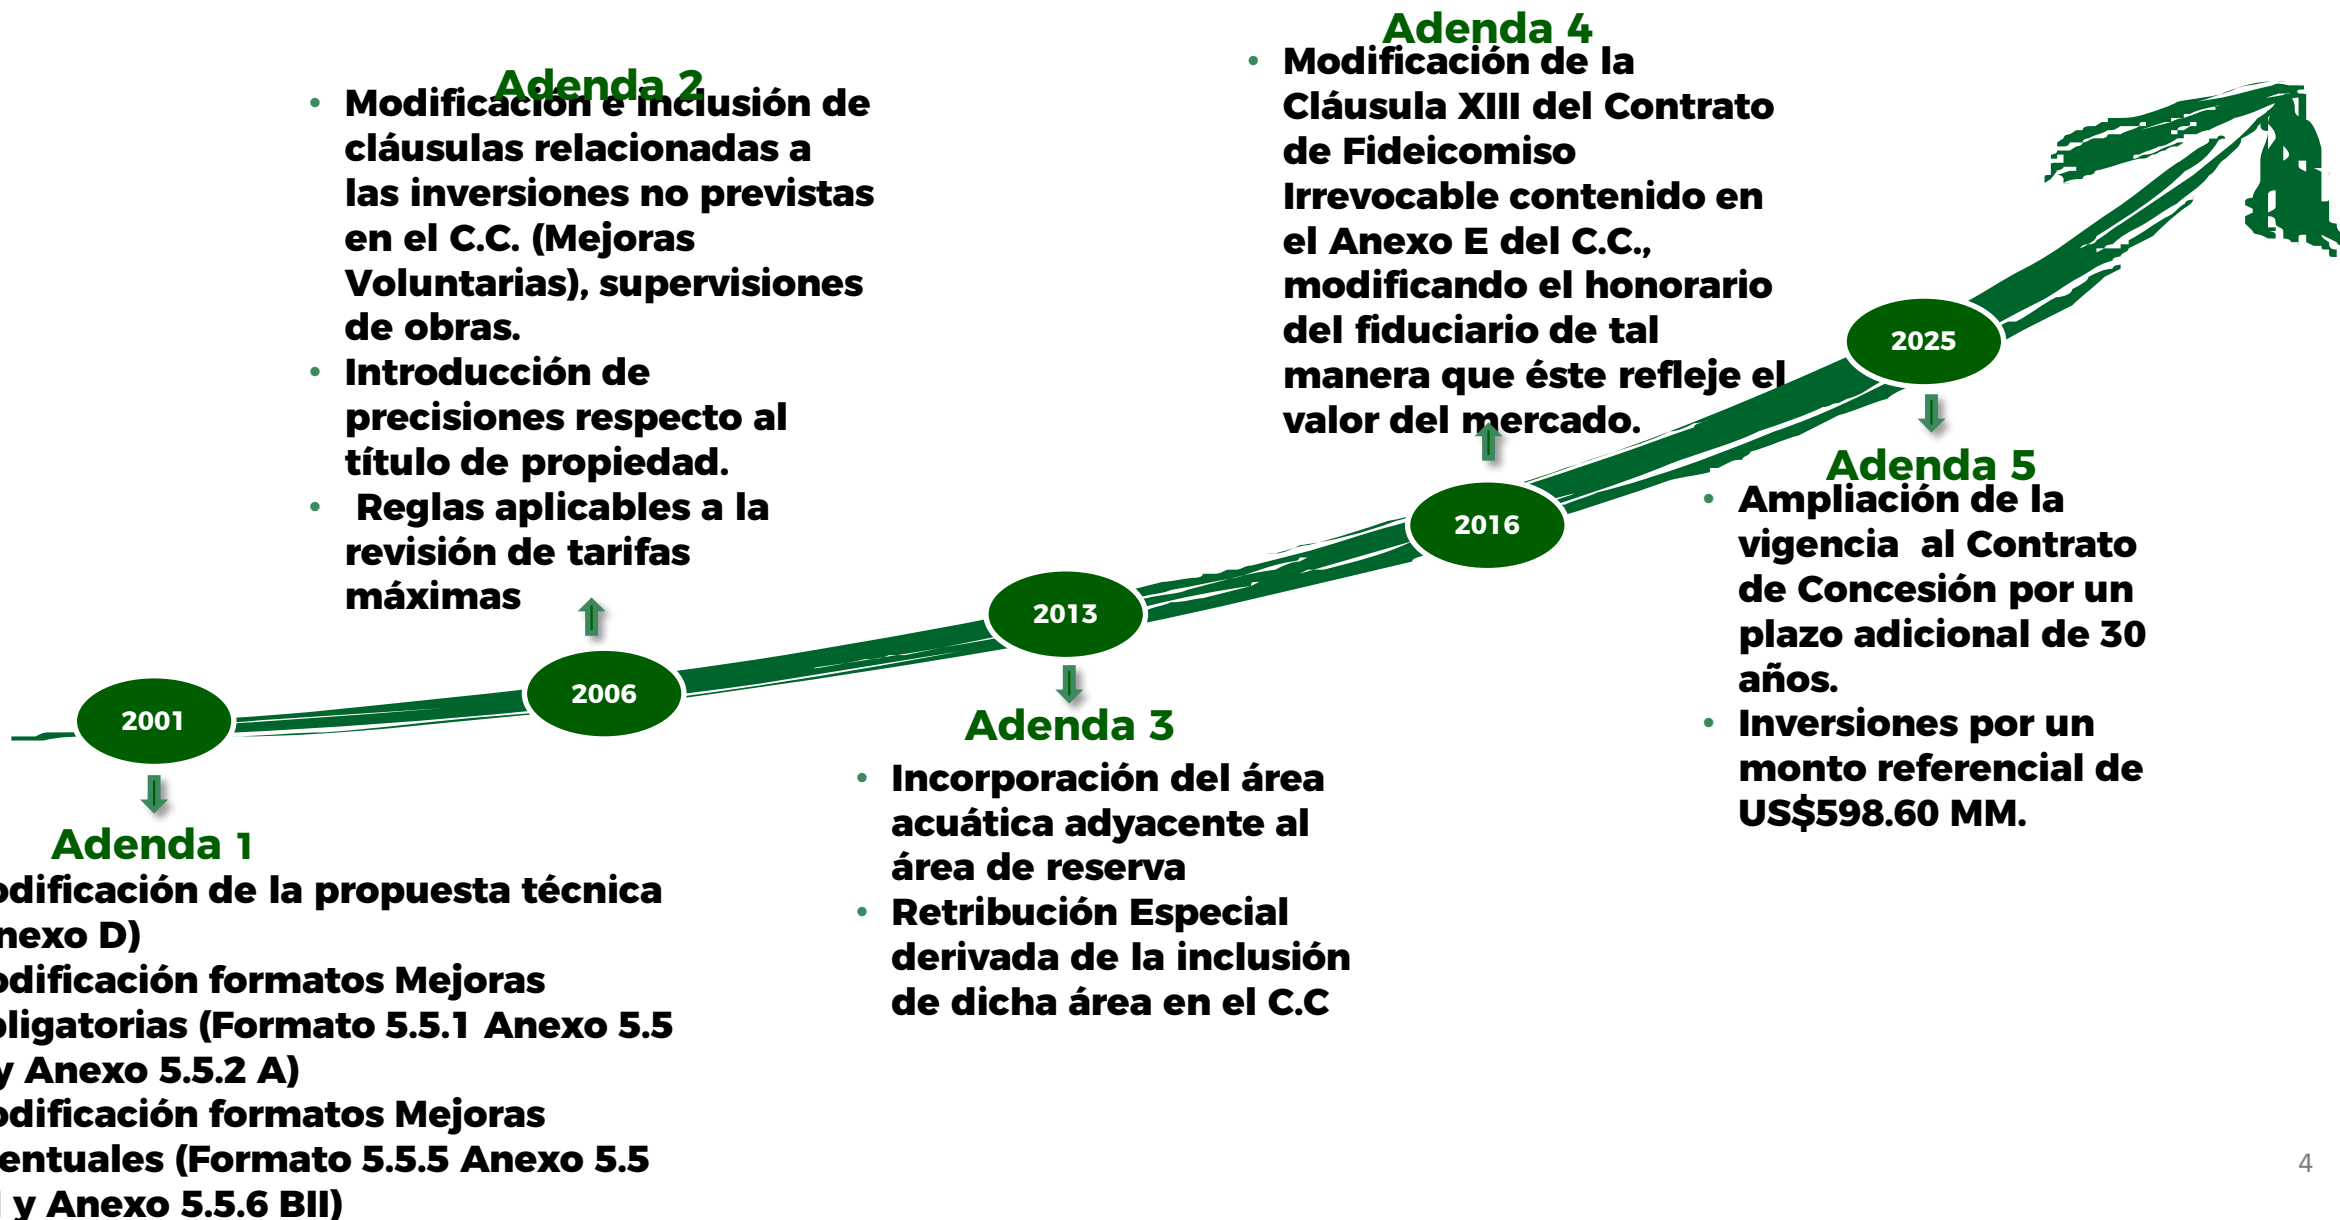 Adenda 2
• Modificación e inclusión de
cláusulas relacionadas a
las inversiones no previstas
en el C.C. (Mejoras
Voluntarias), supervisiones
de obras.
• Introducción de
precisiones respecto al
título de propiedad.
• Reglas aplicables a la
revisión de tarifas
máximas
Adenda 4
• Modificación de la
Cláusula XIII del Contrato
de Fideicomiso
Irrevocable contenido en
el Anexo E del C.C.,
modificando el honorario
del fiduciario de tal
manera que éste refleje el
valor del mercado.
2001
2006
2013
2016
2025
Adenda 1
odificación de la propuesta técnica
nexo D)
odificación formatos Mejoras
bligatorias (Formato 5.5.1 Anexo 5.5
y Anexo 5.5.2 A)
odificación formatos Mejoras
entuales (Formato 5.5.5 Anexo 5.5
y Anexo 5.5.6 BII)
Adenda 3
• Incorporación del área
acuática adyacente al
área de reserva
• Retribución Especial
derivada de la inclusión
de dicha área en el C.C
Adenda 5
• Ampliación de la
vigencia al Contrato
de Concesión por un
plazo adicional de 30
años.
• Inversiones por un
monto referencial de
US$598.60 MM.
4